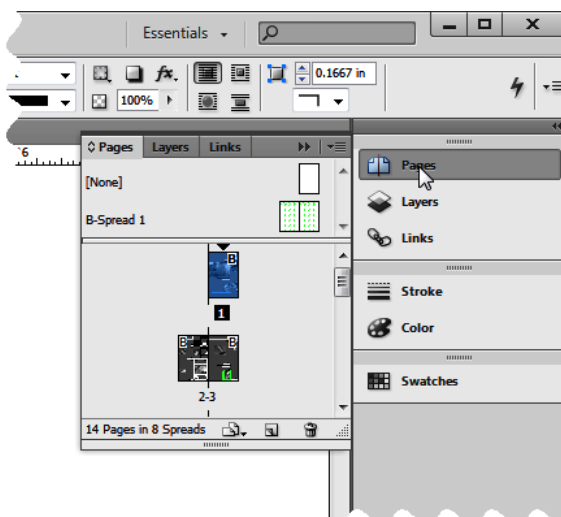 Essentials
fx.
0.1667 in
100%
6
Pages Layers Links
[None]
B-Spread 1
B
1
B B
2-3
14 Pages in 8 Spreads
Pages
Layers
Links
Stroke
Color
Swatches